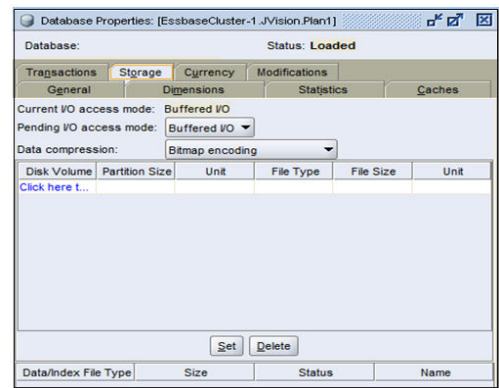 Database Properties: [EssbaseCluster-1.JVision.Plan1]
Database: Status: Loaded
Transactions Storage Currency Modifications
General Dimensions Statistics Caches
Current I/O access mode: Buffered I/O
Pending I/O access mode: Buffered I/O
Data compression: Bitmap encoding
Disk Volume Partition Size Unit File Type File Size Unit
Click here t...
Set Delete
Data/Index File Type Size Status Name